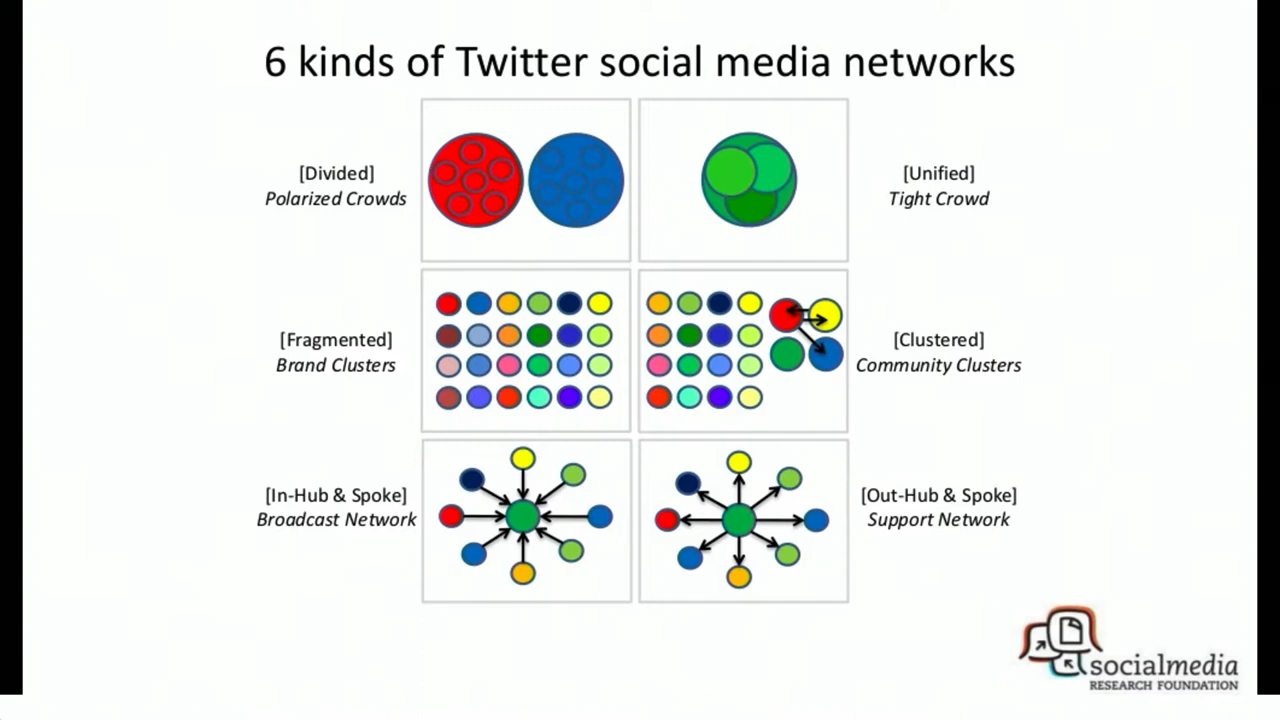 6 kinds of Twitter social media networks
[Divided]
Polarized Crowds
[Unified]
Tight Crowd
[Fragmented]
Brand Clusters
[Clustered]
Community Clusters
[In-Hub & Spoke]
Broadcast Network
[Out-Hub & Spoke]
Support Network
socialmedia
RESEARCH FOUNDATION